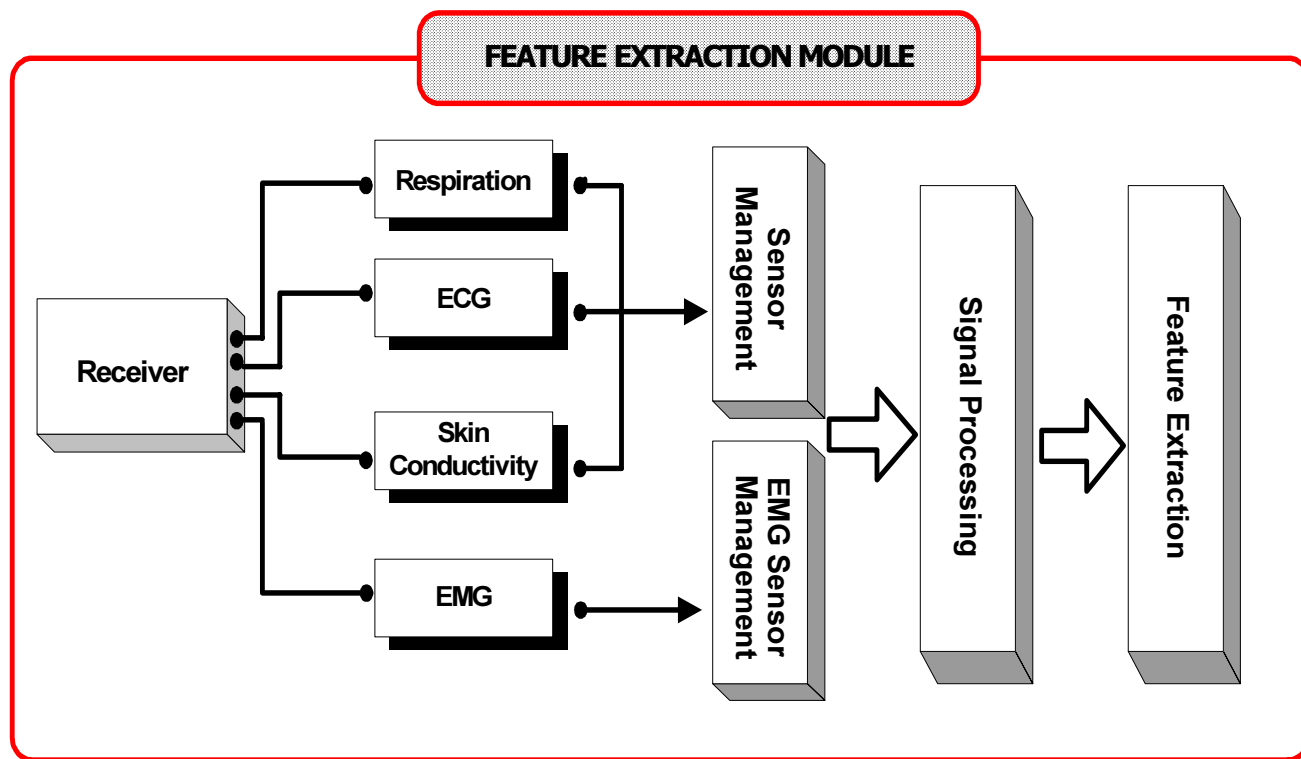 FEATURE EXTRACTION MODULE
Respiration
ECG
Receiver
Skin
Conductivity
EMG
Sensor
Management
EMG Sensor
Management
Signal Processing
Feature Extraction